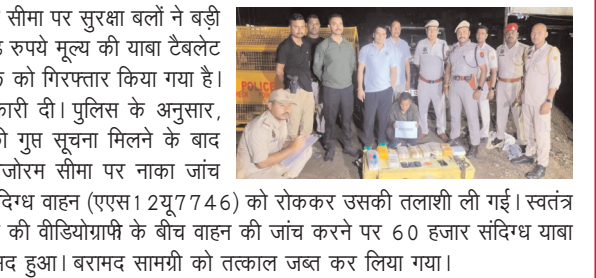 सीमा पर सुरक्षा बलों ने बड़ी
रुपये मूल्य की याबा टैबलेट
को गिरफ्तार किया गया है।
दी। पुलिस के अनुसार,
गुप्त सूचना मिलने के बाद
सीमा पर नाका जांच
POLICE
वाहन (एएस12यू7746) को रोककर उसकी तलाशी ली गई। स्वतंत्र
की वीडियोग्राफी के बीच वाहन की जांच करने पर 60 हजार संदिग्ध याबा
हुआ। बरामद सामग्री को तत्काल जब्त कर लिया गया।